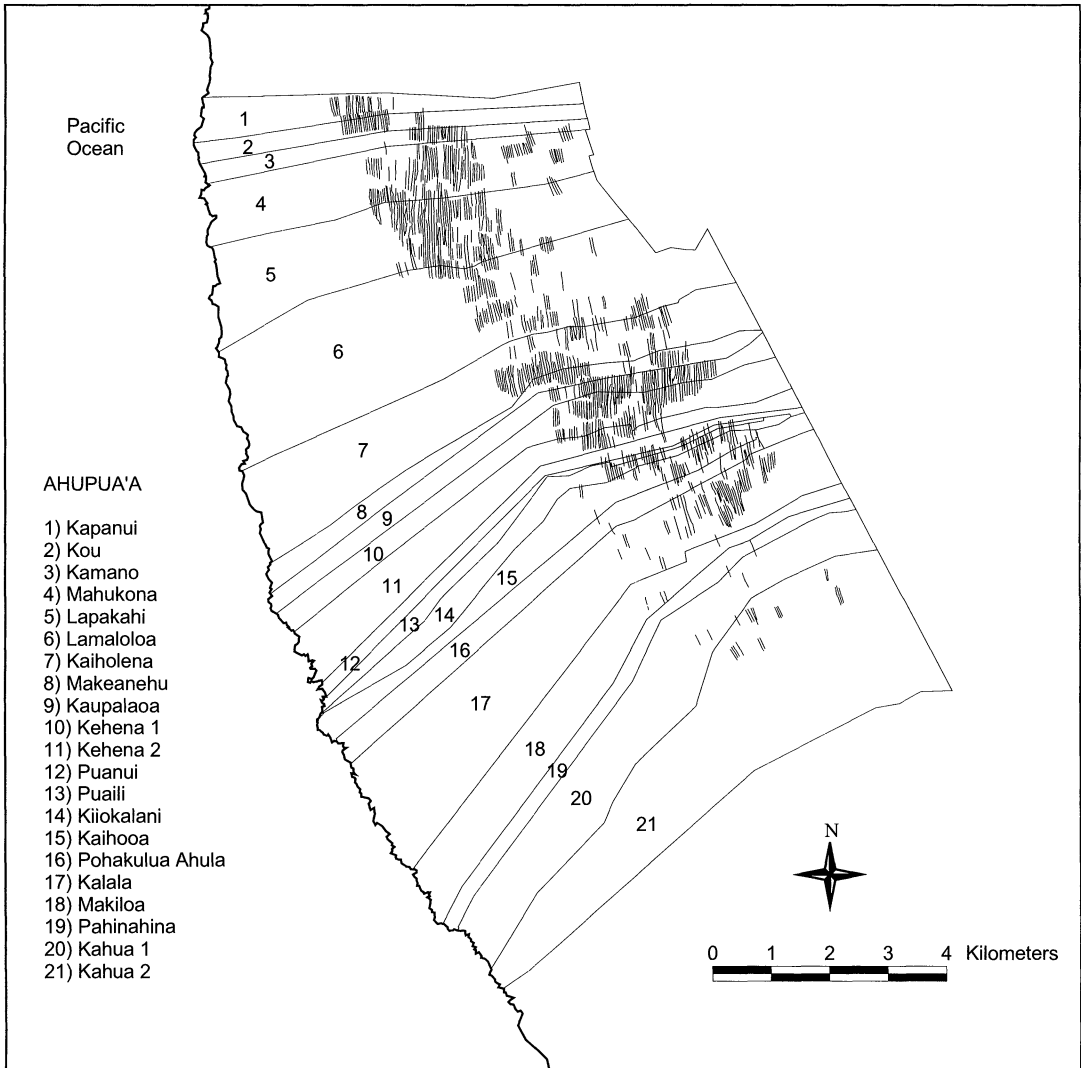 Pacific
Ocean
1
2
3
4
5
6
7
8
9
10
11
12
13
14
15
16
17
18
19
20
21
AHUPUA'A
1) Kapanui
2) Kou
3) Kamano
4) Mahukona
5) Lapakahi
6) Lamaloloa
7) Kaiholena
8) Makeanehu
9) Kaupalaoa
10) Kehena 1
11) Kehena 2
12) Puanui
13) Puaili
14) Kiiokalani
15) Kaihooa
16) Pohakulua Ahula
17) Kalala
18) Makiloa
19) Pahinahina
20) Kahua 1
21) Kahua 2
N
0 1 2 3 4 Kilometers